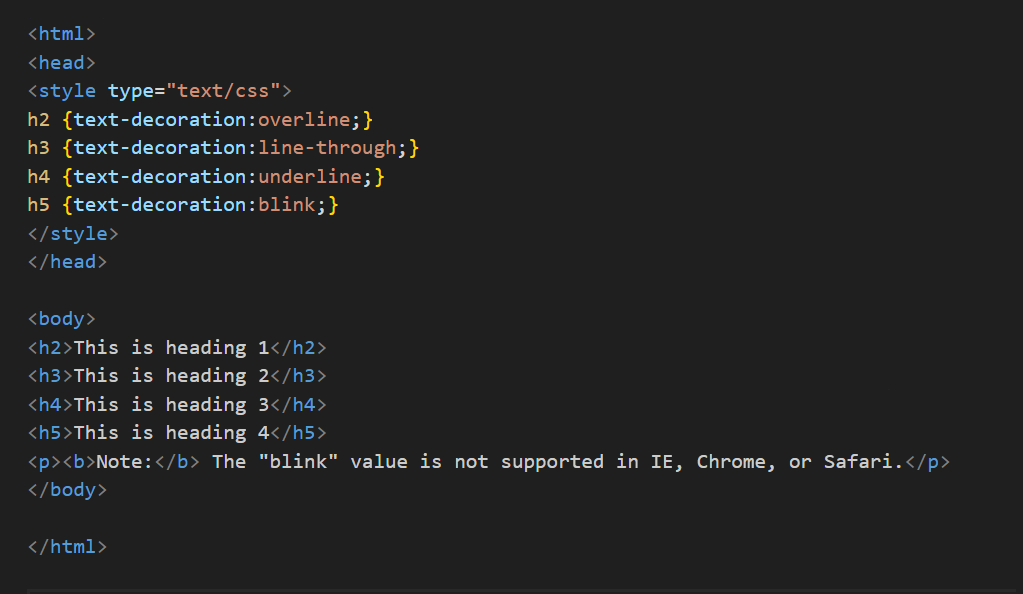 <html>
<head>
<style type="text/css">
h2 {text-decoration:overline;}
h3 {text-decoration:line-through;}
h4 {text-decoration:underline;}
h5 {text-decoration:blink;}
</style>
</head>
<body>
<h2>This is heading 1</h2>
<h3>This is heading 2</h3>
<h4>This is heading 3</h4>
<h5>This is heading 4</h5>
<p><b>Note:</b> The "blink" value is not supported in IE, Chrome, or Safari.</p>
</body>
</html>